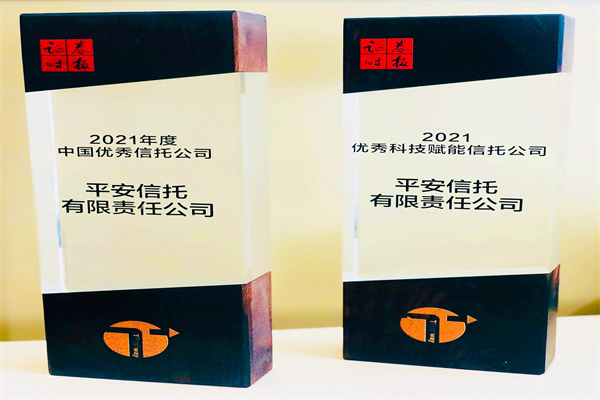 证券
时报
2021年度
中国优秀信托公司
平安信托
有限责任公司
证券
时报
2021
优秀科技赋能信托公司
平安信托
有限责任公司